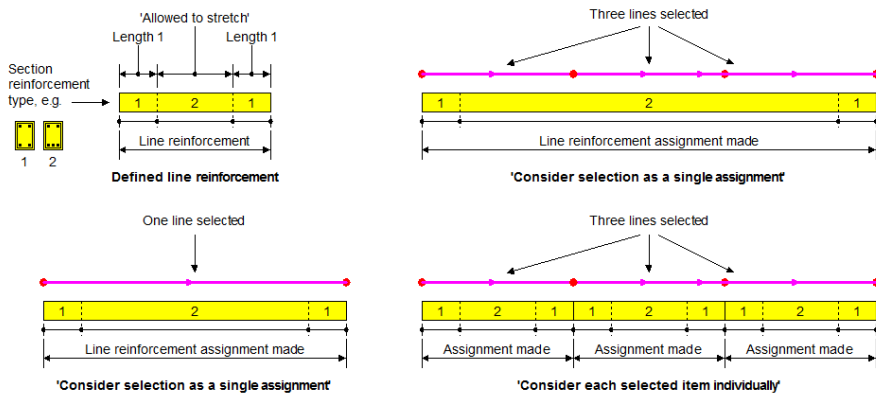 'Allowed to stretch'
Length 1 Length 1
Section
reinforcement
type, e.g.
1 2 1
1 2
Line reinforcement
Defined line reinforcement
Three lines selected
1 2 1
Line reinforcement assignment made
'Consider selection as a single assignment'
One line selected
1 2 1
Line reinforcement assignment made
'Consider selection as a single assignment'
Three lines selected
1 2 1 1 2 1 1 2 1
Assignment made Assignment made Assignment made
'Consider each selected item individually'